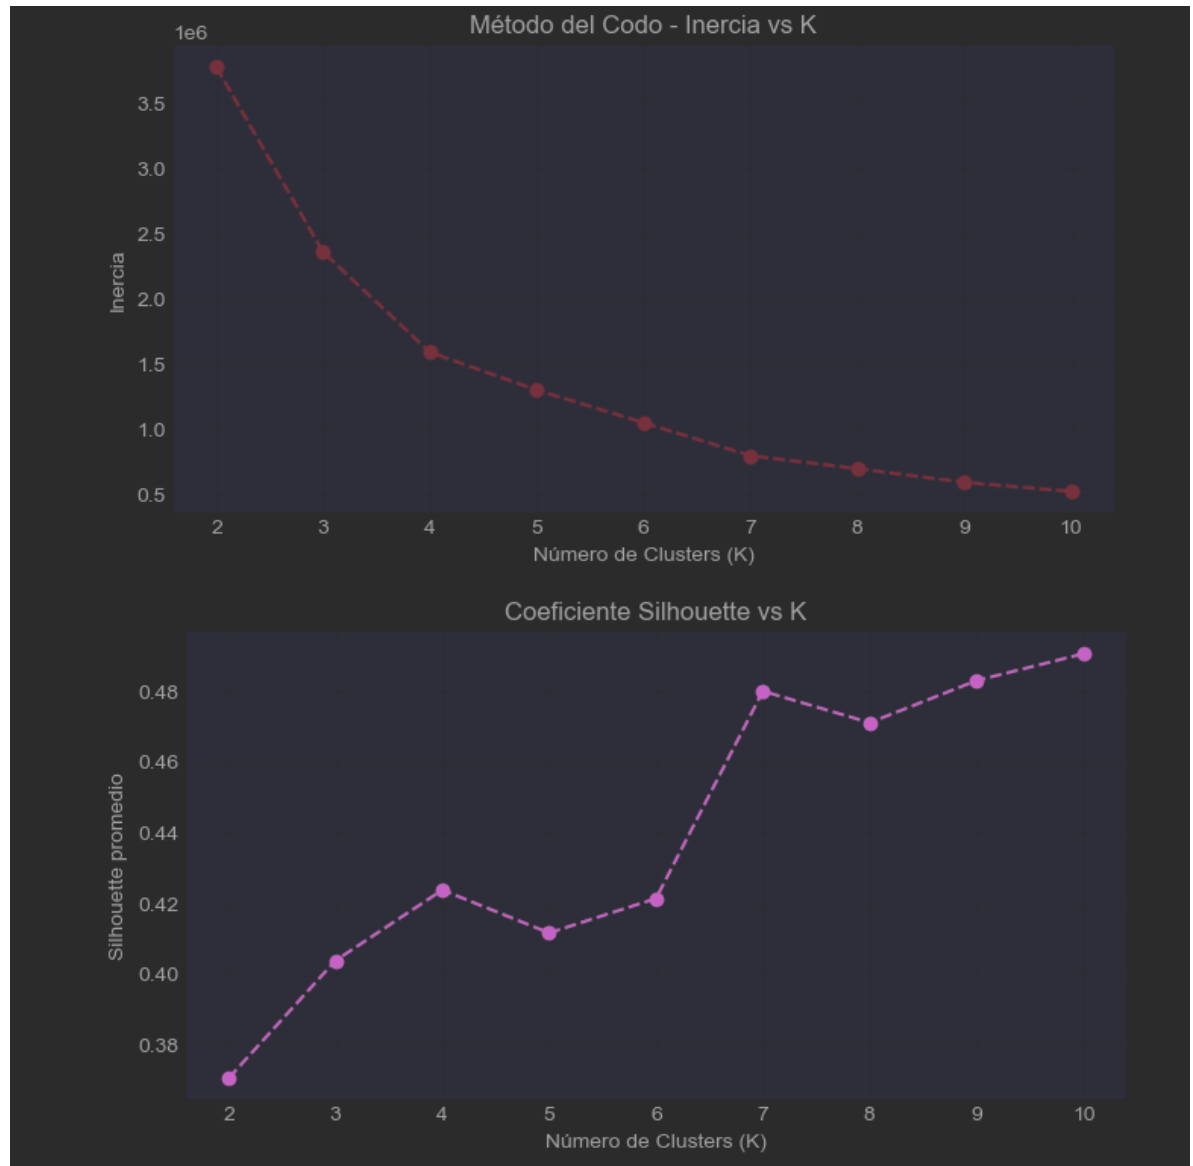 Método del Codo - Inercia vs K
1e6
3.5
3.0
2.5
2.0
1.5
1.0
0.5
Inercia
2 3 4 5 6 7 8 9 10
Número de Clusters (K)
Coeficiente Silhouette vs K
0.48
0.46
0.44
0.42
0.40
0.38
Silhouette promedio
2 3 4 5 6 7 8 9 10
Número de Clusters (K)